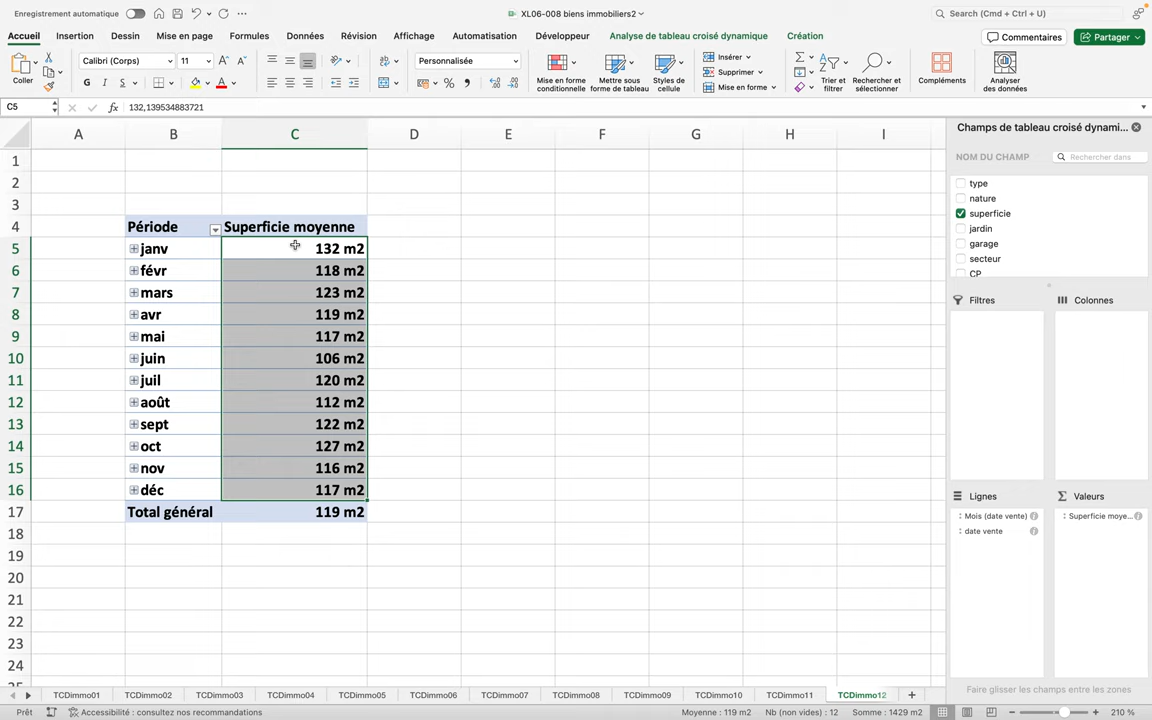 Enregistrement automatique
XL06-008 biens immobiliers2
Search (Cmd + Ctrl + U)
Accueil Insertion Dessin Mise en page Formules Données Révision Affichage Automatisation Développeur Analyse de tableau croisé dynamique Création
Commentaires
Partager
Coller
Calibri (Corps) 11
G I S
Personnalisée
Mise en forme conditionnelle
Mettre sous forme de tableau
Styles de cellule
Insérer
Supprimer
Mise en forme
Trier et filtrer
Rechercher et sélectionner
Compléments
Analyser des données
C5 fx 132,139534883721
A B C D E F G H I
1
2
3
4 Période Superficie moyenne
5 janv 132 m2
6 févr 118 m2
7 mars 123 m2
8 avr 119 m2
9 mai 117 m2
10 juin 106 m2
11 juil 120 m2
12 août 112 m2
13 sept 122 m2
14 oct 127 m2
15 nov 116 m2
16 déc 117 m2
17 Total général 119 m2
18
19
20
21
22
23
24
Champs de tableau croisé dynami...
NOM DU CHAMP
Rechercher dans
type
nature
superficie
jardin
garage
secteur
CP
Filtres
Colonnes
Lignes
Valeurs
Mois (date vente)
date vente
Superficie moye...
Faire glisser les champs entre les zones
TCDimmo01 TCDimmo02 TCDimmo03 TCDimmo04 TCDimmo05 TCDimmo06 TCDimmo07 TCDimmo08 TCDimmo09 TCDimmo10 TCDimmo11 TCDimmo12
Prêt Accessibilité : consultez nos recommandations Moyenne : 119 m2 Nb (non vides) : 12 Somme : 1429 m2 210 %